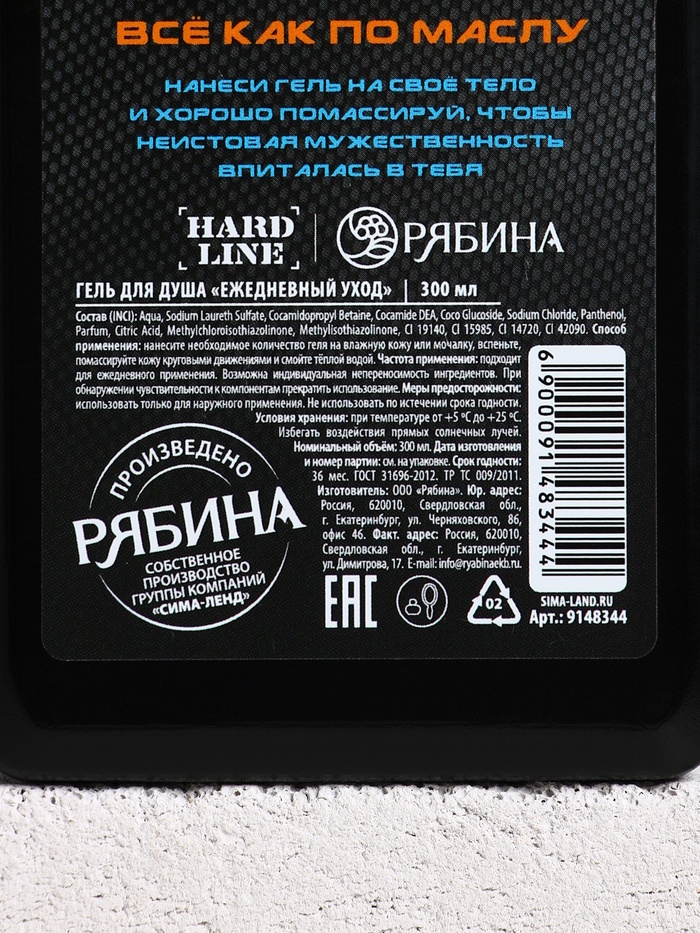 ВСЁ КАК ПО МАСЛУ
НАНЕСИ ГЕЛЬ НА СВОЁ ТЕЛО
И ХОРОШО ПОМАССИРУЙ, ЧТОБЫ
НЕИСТОВАЯ МУЖЕСТВЕННОСТЬ
ВПИТАЛАСЬ В ТЕБЯ
HARD
LINE
РЯБИНА
ГЕЛЬ ДЛЯ ДУША «ЕЖЕДНЕВНЫЙ УХОД» | 300 МЛ
Состав (INCI): Aqua, Sodium Laureth Sulfate, Cocamidopropyl Betaine, Cocamide DEA, Coco Glucoside, Sodium Chloride, Panthenol,
Parfum, Citric Acid, Methylchloroisothiazolinone, Methylisothiazolinone, CI 19140, CI 15985, CI 14720, CI 42090. Способ
применения: нанесите необходимое количество геля на влажную кожу или мочалку, вспеньте,
помассируйте кожу круговыми движениями и смойте тёплой водой. Частота применения: подходит
для ежедневного применения. Возможна индивидуальная непереносимость ингредиентов. При
обнаружении чувствительности к компонентам прекратить использование. Меры предосторожности:
использовать только для наружного применения. Не использовать по истечении срока годности.
Условия хранения: при температуре от +5 °С до +25 °С.
Избегать воздействия прямых солнечных лучей.
Номинальный объём: 300 мл. Дата изготовления
и номер партии: см. на упаковке. Срок годности:
36 мес. ГОСТ 31696-2012. ТР ТС 009/2011.
Изготовитель: ООО «Рябина». Юр. адрес:
Россия, 620010, Свердловская обл.,
г. Екатеринбург, ул. Черняховского, 86,
офис 46. Факт. адрес: Россия, 620010,
Свердловская обл., г. Екатеринбург,
ул. Димитрова, 17. E-mail: info@ryabinaekb.ru.
ПРОИЗВЕДЕНО
РЯБИНА
СОБСТВЕННОЕ
ПРОИЗВОДСТВО
ГРУППЫ КОМПАНИЙ
«СИМА-ЛЕНД»
EAC
02
6900091483444
SIMA-LAND.RU
Арт.: 9148344